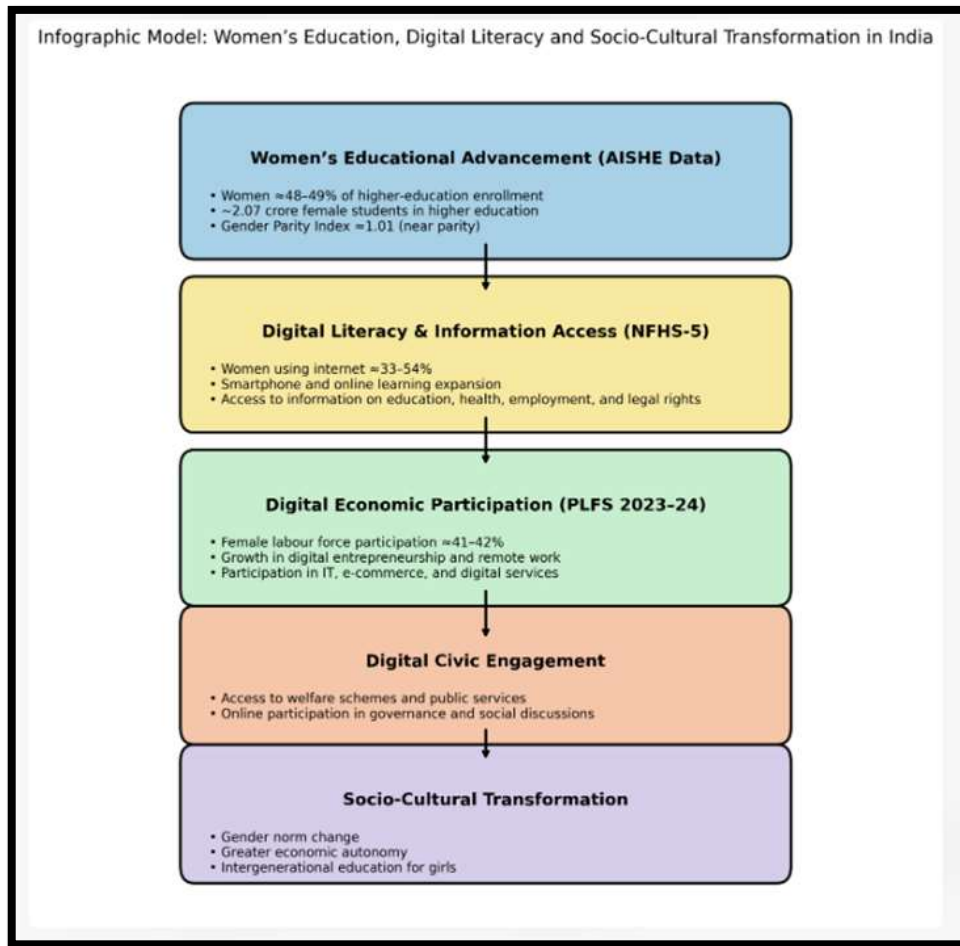 Infographic Model: Women’s Education, Digital Literacy and Socio-Cultural Transformation in India
Women’s Educational Advancement (AISHE Data)
• Women ≈48–49% of higher-education enrollment
• ~2.07 crore female students in higher education
• Gender Parity Index ≈1.01 (near parity)
Digital Literacy & Information Access (NFHS-5)
• Women using internet ≈33–54%
• Smartphone and online learning expansion
• Access to information on education, health, employment, and legal rights
Digital Economic Participation (PLFS 2023–24)
• Female labour force participation ≈41–42%
• Growth in digital entrepreneurship and remote work
• Participation in IT, e-commerce, and digital services
Digital Civic Engagement
• Access to welfare schemes and public services
• Online participation in governance and social discussions
Socio-Cultural Transformation
• Gender norm change
• Greater economic autonomy
• Intergenerational education for girls